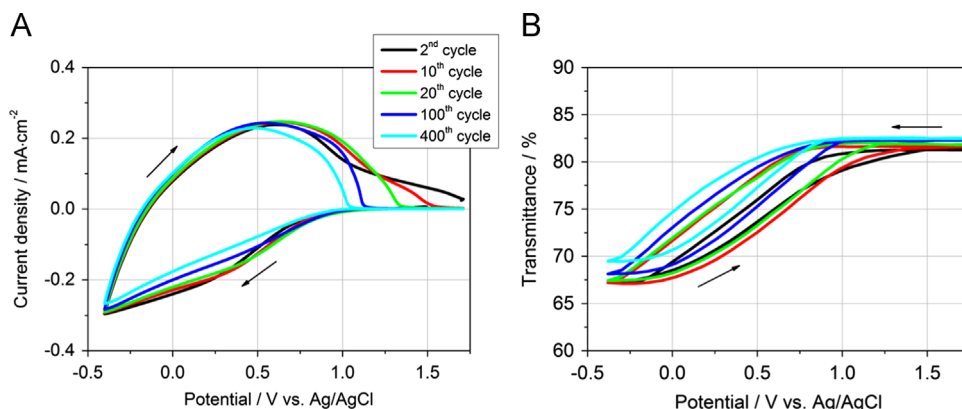 A
B
2nd cycle
10th cycle
20th cycle
100th cycle
400th cycle
Current density / mA·cm-2
0.4
0.2
0.0
-0.2
-0.4
-0.5 0.0 0.5 1.0 1.5
Potential / V vs. Ag/AgCl
Transmittance / %
90
85
80
75
70
65
60
-0.5 0.0 0.5 1.0 1.5
Potential / V vs. Ag/AgCl